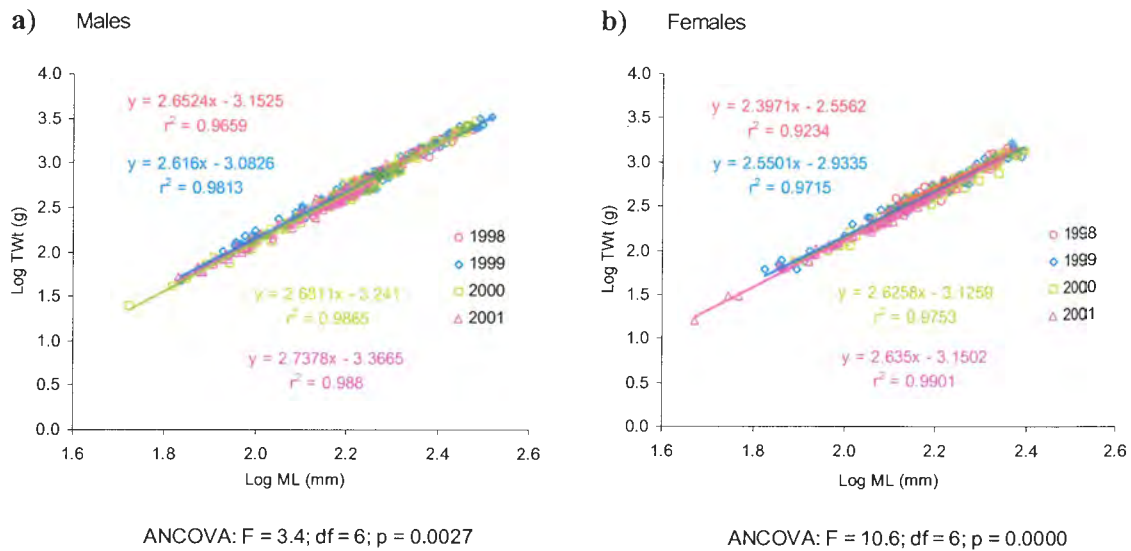 a) Males
Log TWt (g)
4.0
3.5
3.0
2.5
2.0
1.5
1.0
0.5
0.0
y = 2.6524x - 3.1525
r² = 0.9659
y = 2.616x - 3.0826
r² = 0.9813
1998
1999
2000
2001
y = 2.6811x - 3.241
r² = 0.9865
y = 2.7378x - 3.3665
r² = 0.988
1.6 1.8 2.0 2.2 2.4 2.6
Log ML (mm)
ANCOVA: F = 3.4; df = 6; p = 0.0027
b) Females
Log TWt (g)
4.0
3.5
3.0
2.5
2.0
1.5
1.0
0.5
0.0
y = 2.3971x - 2.5562
r² = 0.9234
y = 2.5501x - 2.9335
r² = 0.9715
1998
1999
2000
2001
y = 2.6258x - 3.1259
r² = 0.9753
y = 2.635x - 3.1502
r² = 0.9901
1.6 1.8 2.0 2.2 2.4 2.6
Log ML (mm)
ANCOVA: F = 10.6; df = 6; p = 0.0000